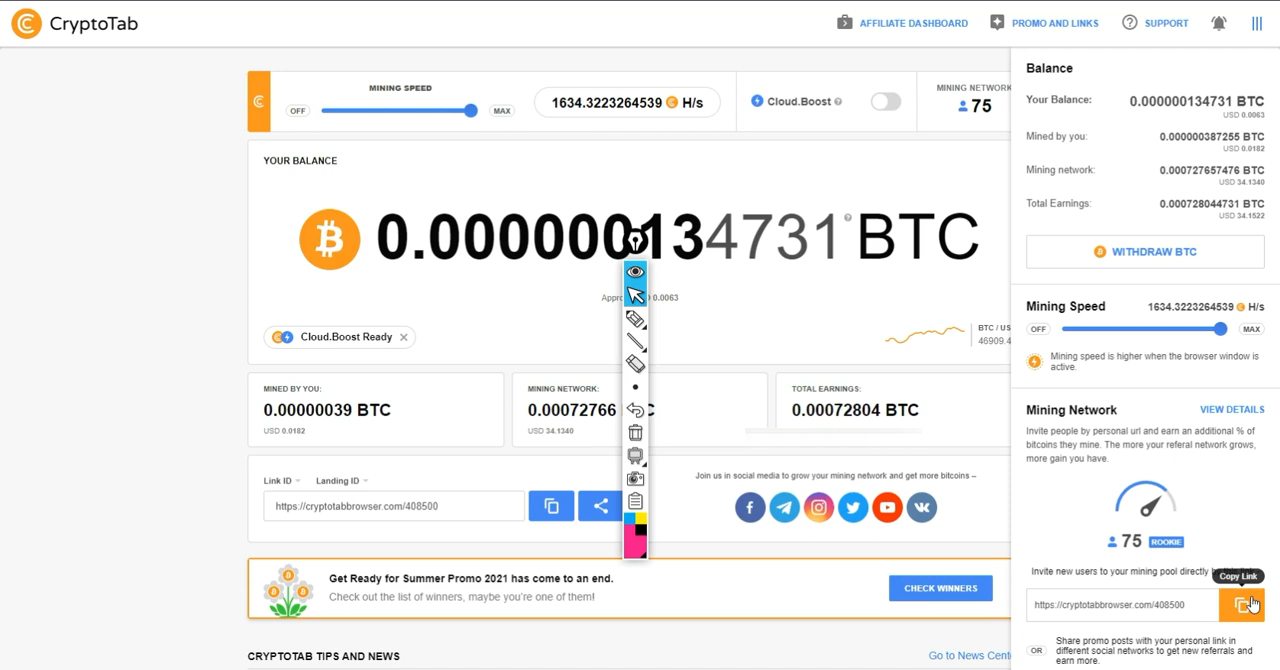 CryptoTab
AFFILIATE DASHBOARD
PROMO AND LINKS
SUPPORT
MINING SPEED
OFF
MAX
1634.3223264539 H/s
Cloud.Boost
MINING NETWORK
75
YOUR BALANCE
0.000000134731 BTC
0.0063
Cloud.Boost Ready
BTC / US
46909.4
MINED BY YOU:
0.00000039 BTC
USD 0.0182
MINING NETWORK:
0.00072766
USD 34.1340
TOTAL EARNINGS:
0.00072804 BTC
Link ID
Landing ID
https://cryptotabbrowser.com/408500
Join us in social media to grow your mining network and get more bitcoins –
Get Ready for Summer Promo 2021 has come to an end.
Check out the list of winners, maybe you're one of them!
CHECK WINNERS
CRYPTOTAB TIPS AND NEWS
Go to News Cent
Balance
Your Balance:
0.000000134731 BTC
USD 0.0063
Mined by you:
0.000000387255 BTC
USD 0.0182
Mining network:
0.000727657476 BTC
USD 34.1340
Total Earnings:
0.000728044731 BTC
USD 34.1522
WITHDRAW BTC
Mining Speed
1634.3223264539 H/s
OFF
MAX
Mining speed is higher when the browser window is
active.
Mining Network
VIEW DETAILS
Invite people by personal url and earn an additional % of
bitcoins they mine. The more your referal network grows,
more gain you have.
75 ROOKIE
Invite new users to your mining pool directly
Copy Link
https://cryptotabbrowser.com/408500
OR
Share promo posts with your personal link in
different social networks to get new referrals and
earn more.